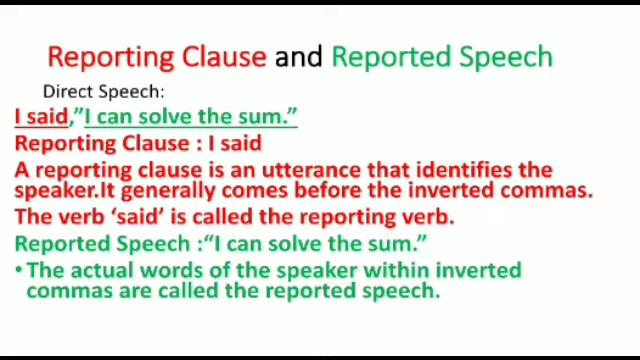 Reporting Clause and Reported Speech
Direct Speech:
I said,”I can solve the sum.”
Reporting Clause : I said
A reporting clause is an utterance that identifies the
speaker.It generally comes before the inverted commas.
The verb ‘said’ is called the reporting verb.
Reported Speech :“I can solve the sum.”
• The actual words of the speaker within inverted
commas are called the reported speech.